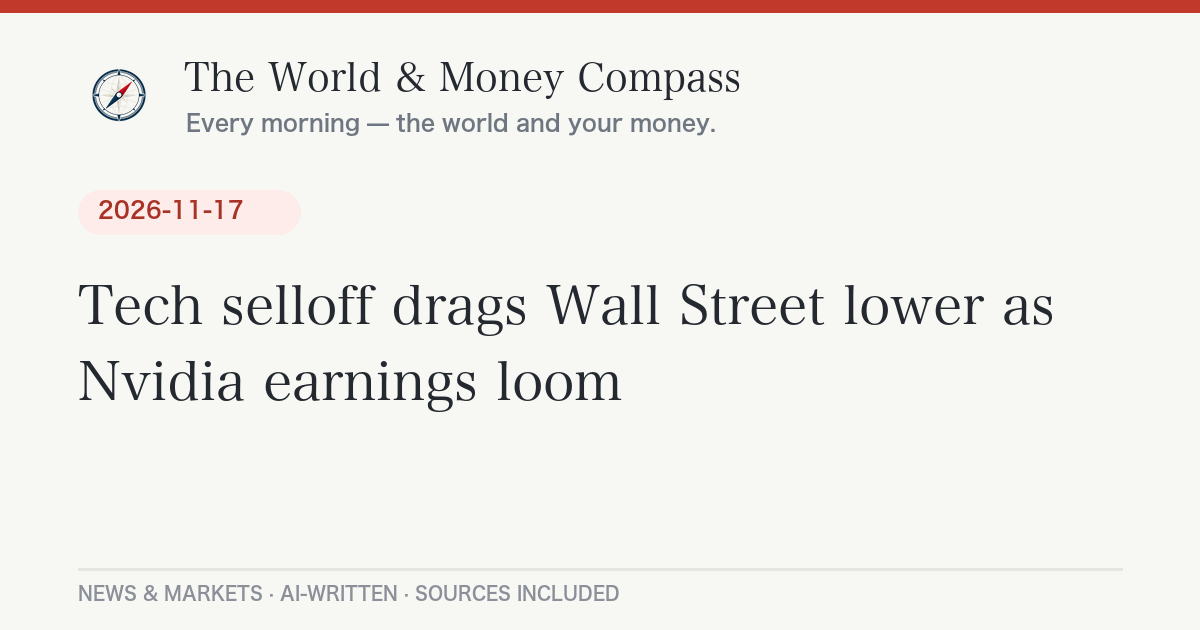 The World & Money Compass
Every morning — the world and your money.
2026-11-17
Tech selloff drags Wall Street lower as
Nvidia earnings loom
NEWS & MARKETS · AI-WRITTEN · SOURCES INCLUDED